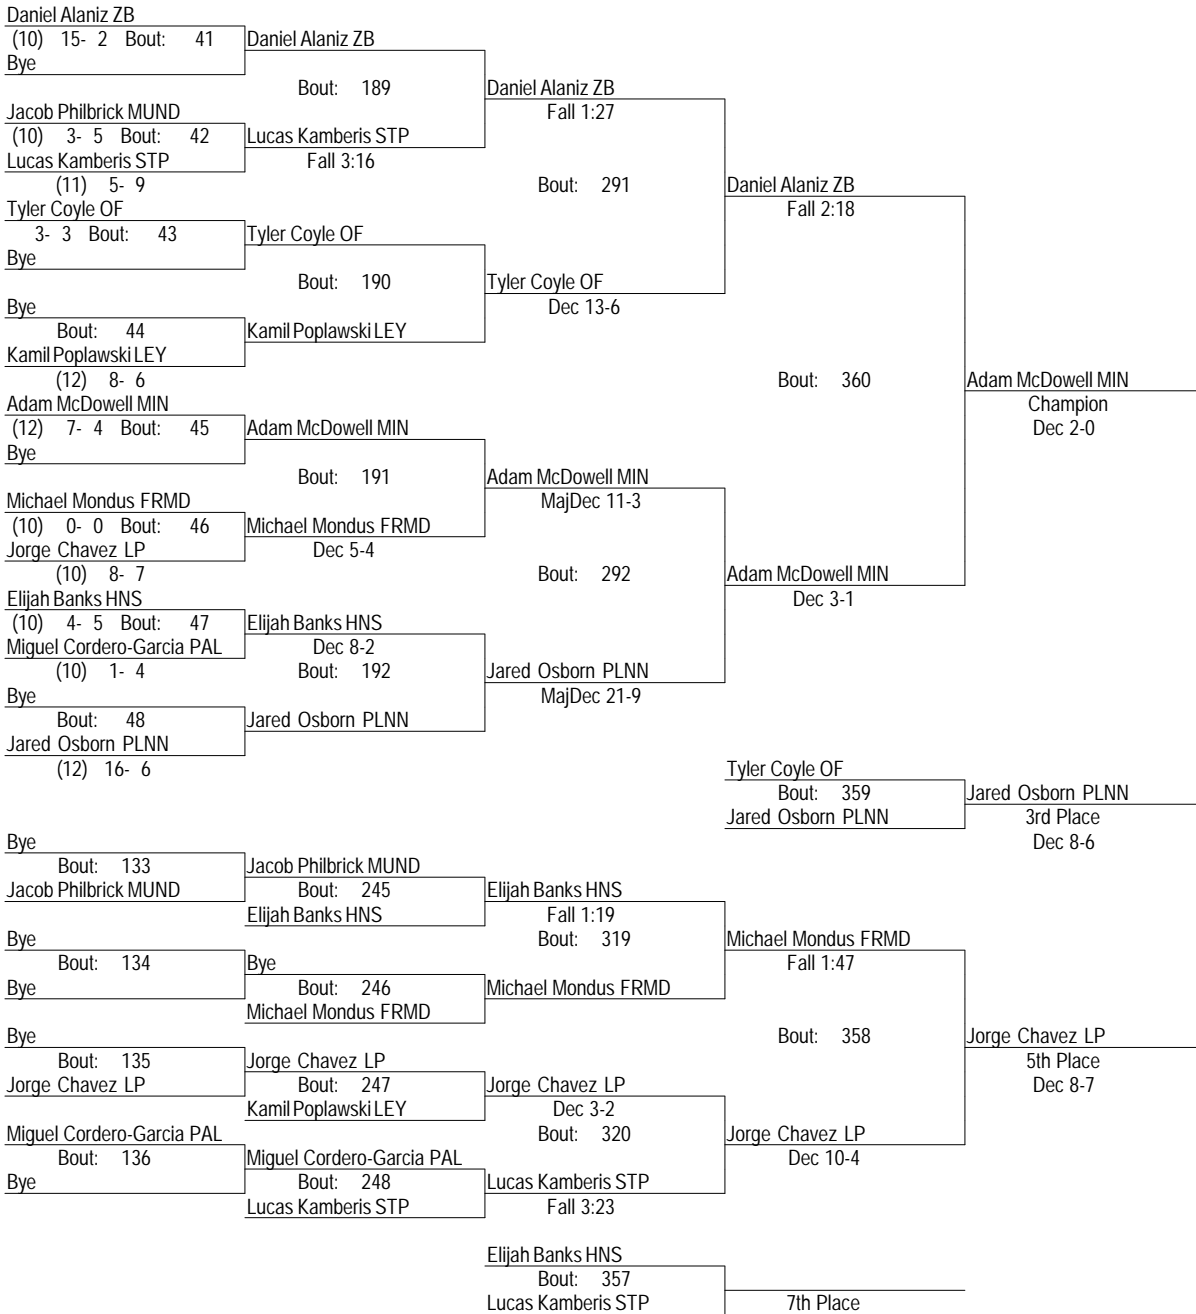 Daniel Alaniz ZB
(10) 15- 2 Bout: 41 Daniel Alaniz ZB
Bye
Bout: 189 Daniel Alaniz ZB
Jacob Philbrick MUND Fall 1:27
(10) 3- 5 Bout: 42 Lucas Kamberis STP
Lucas Kamberis STP Fall 3:16
(11) 5- 9 Bout: 291 Daniel Alaniz ZB
Tyler Coyle OF Fall 2:18
3- 3 Bout: 43 Tyler Coyle OF
Bye
Bout: 190 Tyler Coyle OF
Bye Dec 13-6
Bout: 44 Kamil Poplawski LEY
Kamil Poplawski LEY
(12) 8- 6 Bout: 360 Adam McDowell MIN
Adam McDowell MIN Champion
(12) 7- 4 Bout: 45 Adam McDowell MIN Dec 2-0
Bye
Bout: 191 Adam McDowell MIN
Michael Mondus FRMD MajDec 11-3
(10) 0- 0 Bout: 46 Michael Mondus FRMD
Jorge Chavez LP Dec 5-4
(10) 8- 7 Bout: 292 Adam McDowell MIN
Elijah Banks HNS Dec 3-1
(10) 4- 5 Bout: 47 Elijah Banks HNS
Miguel Cordero-Garcia PAL Dec 8-2
(10) 1- 4 Bout: 192 Jared Osborn PLNN
Bye MajDec 21-9
Bout: 48 Jared Osborn PLNN
Jared Osborn PLNN
(12) 16- 6 Tyler Coyle OF
Bout: 359 Jared Osborn PLNN
Jared Osborn PLNN 3rd Place
Bye Dec 8-6
Bout: 133 Jacob Philbrick MUND
Jacob Philbrick MUND Bout: 245 Elijah Banks HNS
Elijah Banks HNS Fall 1:19
Bye Bout: 319 Michael Mondus FRMD
Bout: 134 Bye Fall 1:47
Bye Bout: 246 Michael Mondus FRMD
Michael Mondus FRMD
Bye Bout: 358 Jorge Chavez LP
Bout: 135 Jorge Chavez LP 5th Place
Jorge Chavez LP Bout: 247 Jorge Chavez LP Dec 8-7
Kamil Poplawski LEY Dec 3-2
Miguel Cordero-Garcia PAL Bout: 320 Jorge Chavez LP
Bout: 136 Miguel Cordero-Garcia PAL Dec 10-4
Bye Bout: 248 Lucas Kamberis STP
Lucas Kamberis STP Fall 3:23
Elijah Banks HNS
Bout: 357
Lucas Kamberis STP 7th Place